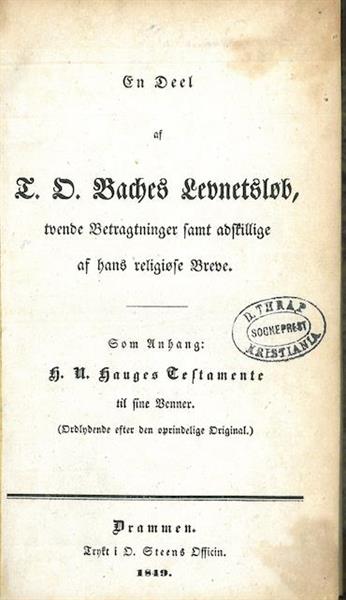 En Deel
af
T. O. Baches Levnetsløb,
tvende Betragtninger samt adskillige
af hans religiøse Breve.
D. THRAP
SOGNEPREST
KRISTIANIA
Som Anhang:
H. N. Hauges Testamente
til sine Venner.
(Ordlydende efter den oprindelige Original.)
Drammen.
Trykt i O. Steens Officin.
1849.